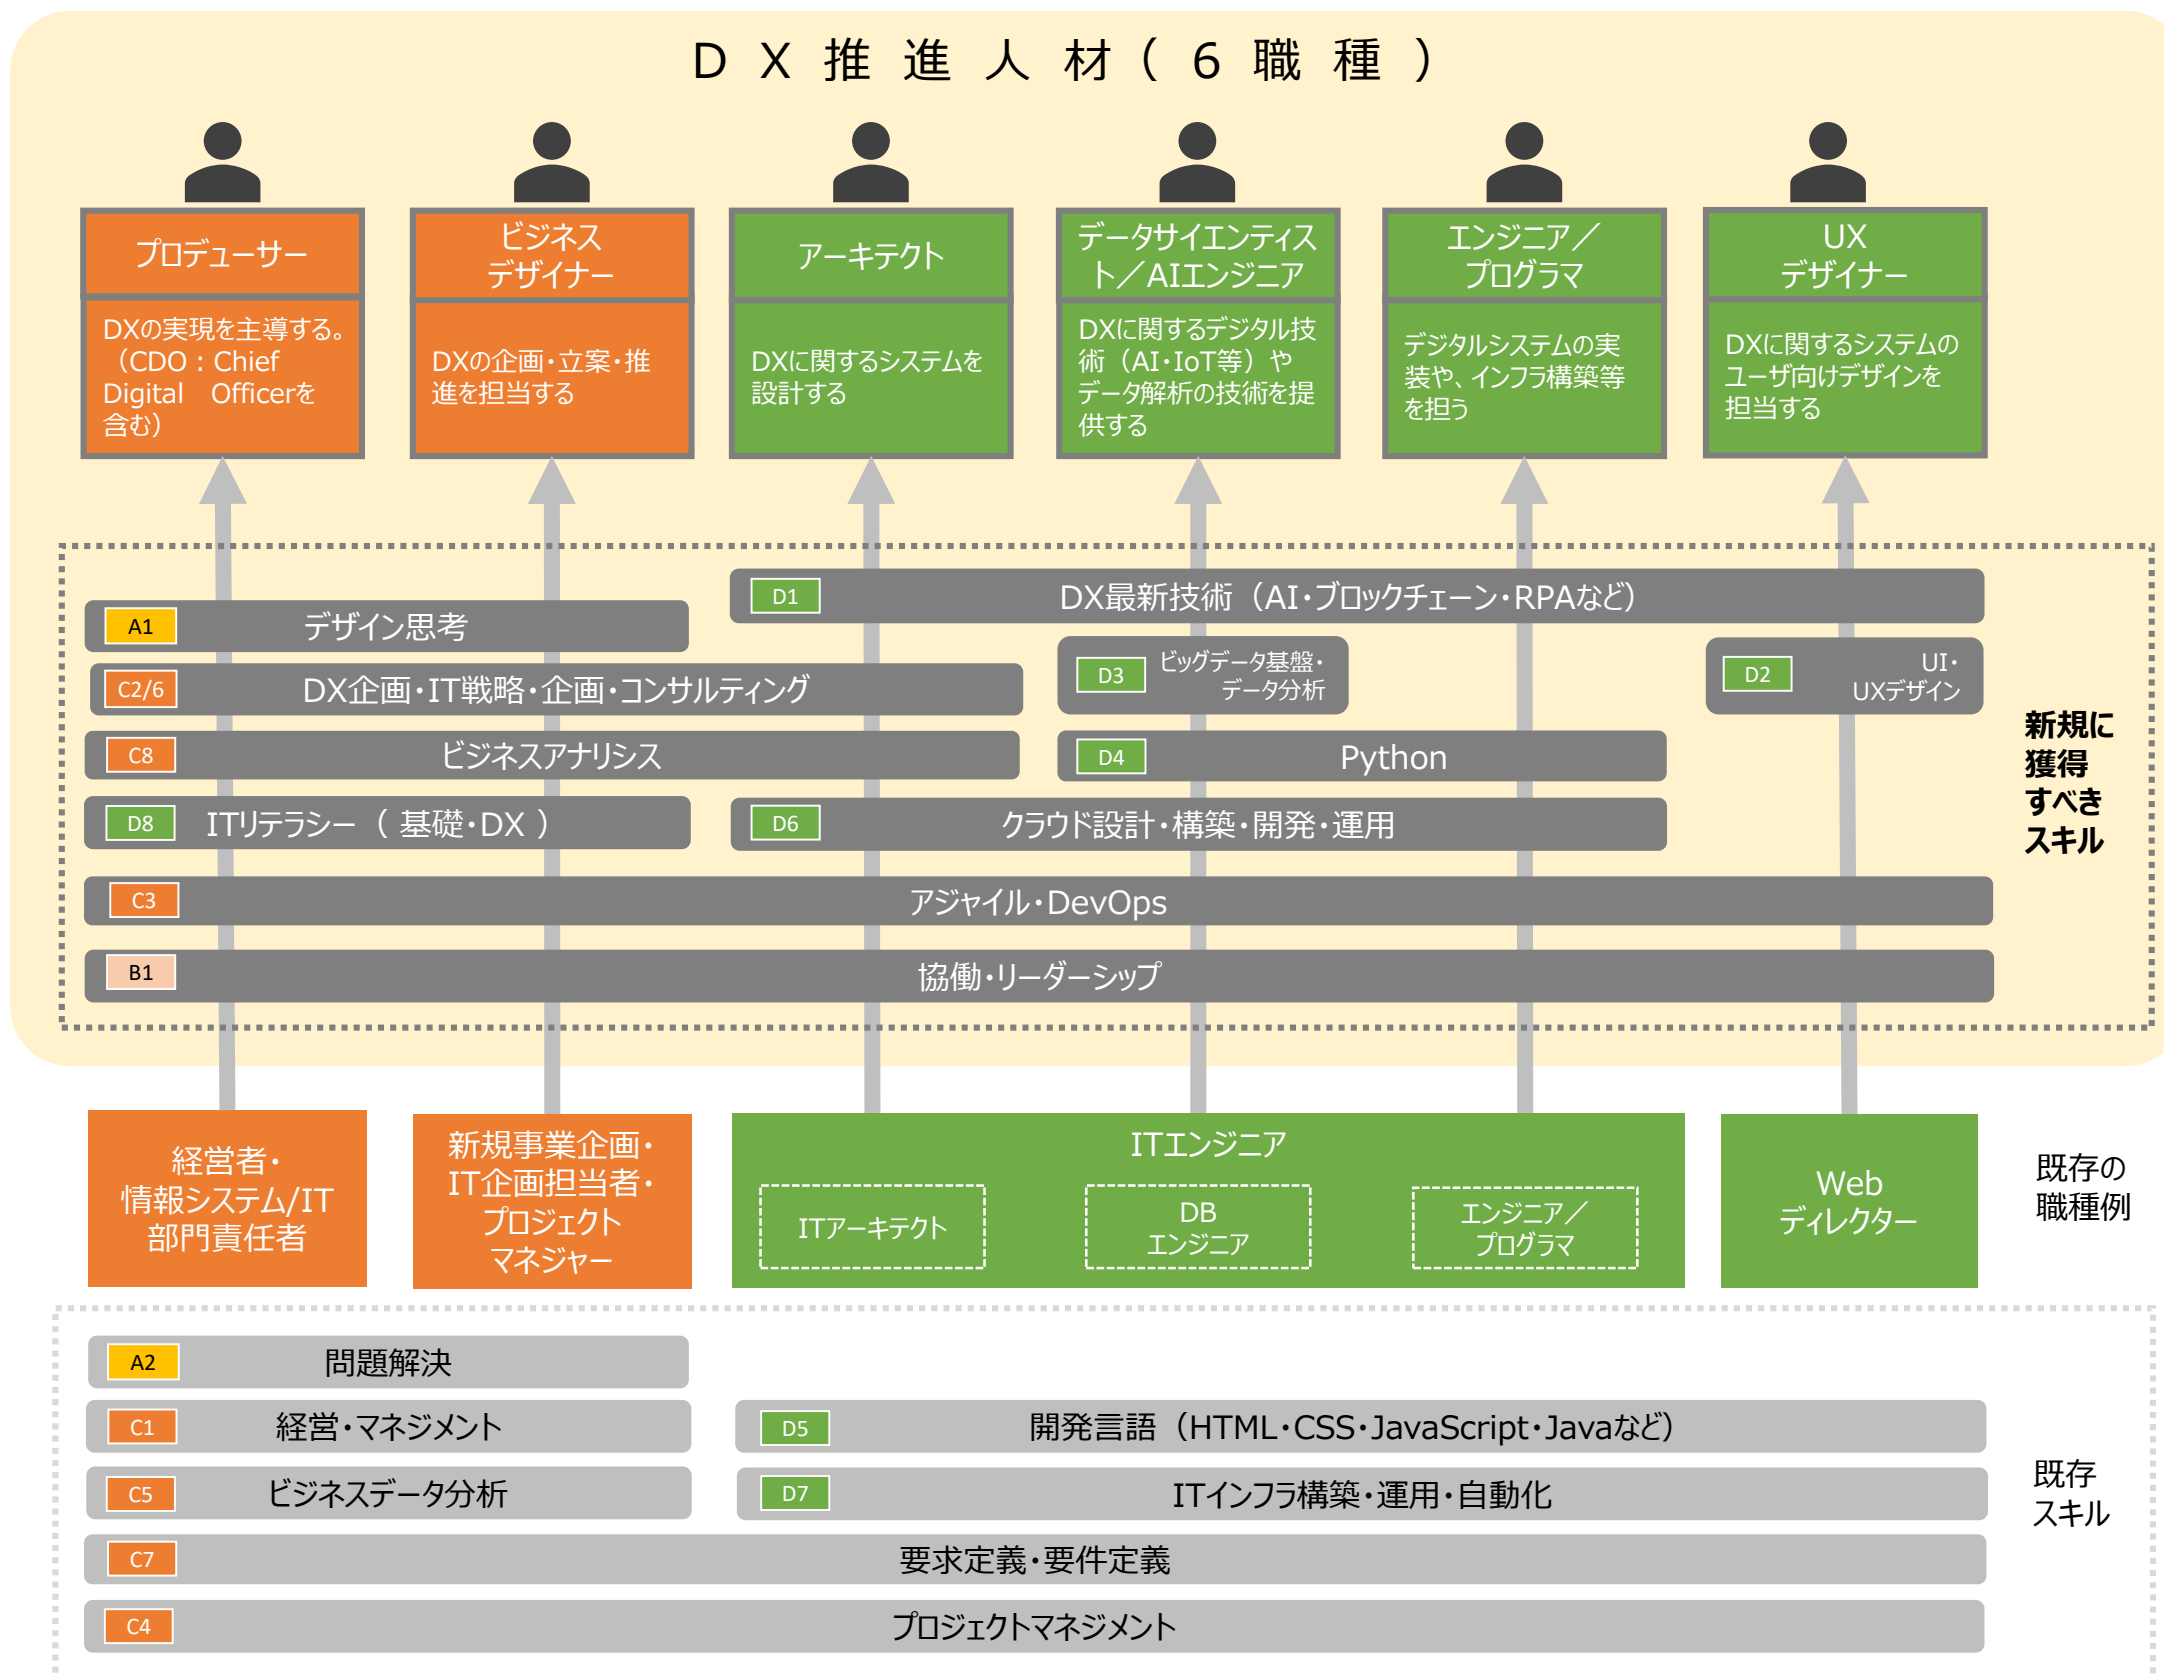 DX推進人材（6職種）
プロデューサー
DXの実現を主導する。
（CDO：Chief
Digital　Officerを
含む）
ビジネス
デザイナー
DXの企画・立案・推
進を担当する
アーキテクト
DXに関するシステムを
設計する
データサイエンティス
ト／AIエンジニア
DXに関するデジタル技
術（AI・IoT等）や
データ解析の技術を提
供する
エンジニア／
プログラマ
デジタルシステムの実
装や、インフラ構築等
を担う
UX
デザイナー
DXに関するシステムの
ユーザ向けデザインを
担当する
D1 DX最新技術（AI・ブロックチェーン・RPAなど）
A1 デザイン思考
C2/6 DX企画・IT戦略・企画・コンサルティング
D3 ビッグデータ基盤・
データ分析
D2 UI・
UXデザイン
C8 ビジネスアナリシス
D4 Python
D8 ITリテラシー（ 基礎・DX ）
D6 クラウド設計・構築・開発・運用
C3 アジャイル・DevOps
B1 協働・リーダーシップ
新規に
獲得
すべき
スキル
経営者・
情報システム/IT
部門責任者
新規事業企画・
IT企画担当者・
プロジェクト
マネジャー
ITエンジニア
ITアーキテクト
DB
エンジニア
エンジニア／
プログラマ
Web
ディレクター
既存の
職種例
A2 問題解決
C1 経営・マネジメント
D5 開発言語（HTML・CSS・JavaScript・Javaなど）
C5 ビジネスデータ分析
D7 ITインフラ構築・運用・自動化
C7 要求定義・要件定義
C4 プロジェクトマネジメント
既存
スキル